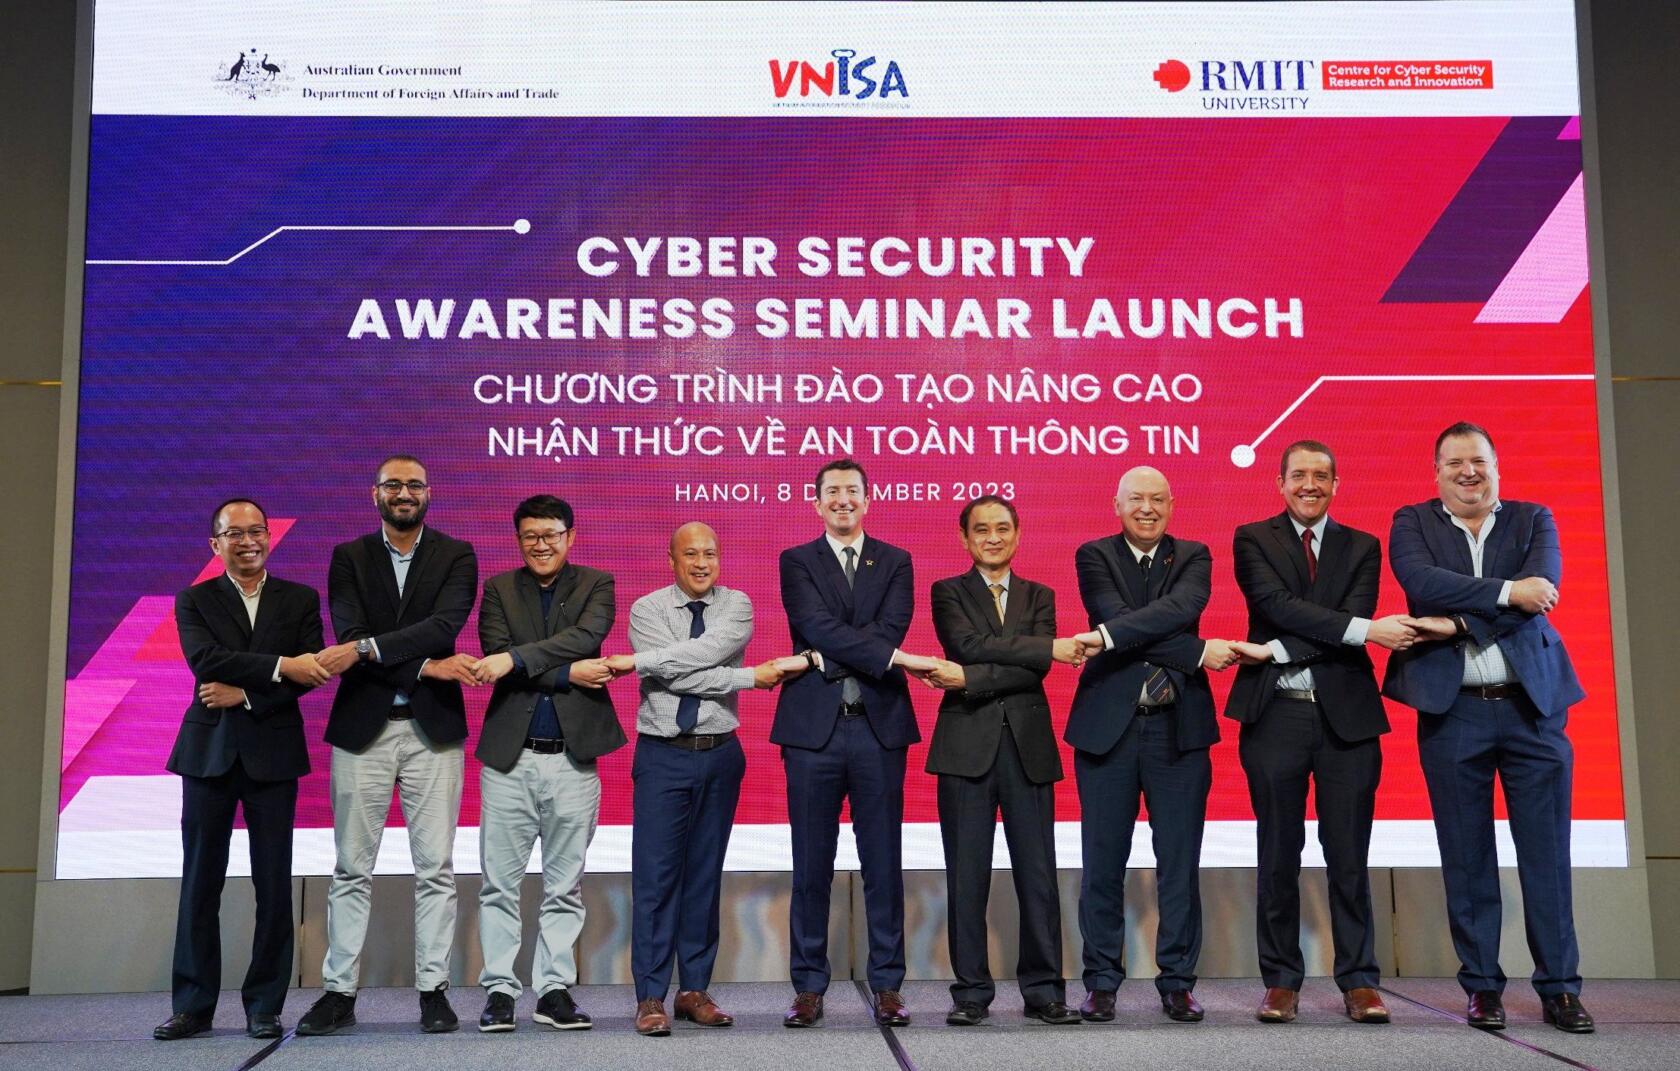 Australian Government
Department of Foreign Affairs and Trade
VNISA
RMIT
UNIVERSITY
Centre for Cyber Security
Research and Innovation
CYBER SECURITY
AWARENESS SEMINAR LAUNCH
CHƯƠNG TRÌNH ĐÀO TẠO NÂNG CAO
NHẬN THỨC VỀ AN TOÀN THÔNG TIN
HANOI, 8 D MBER 2023